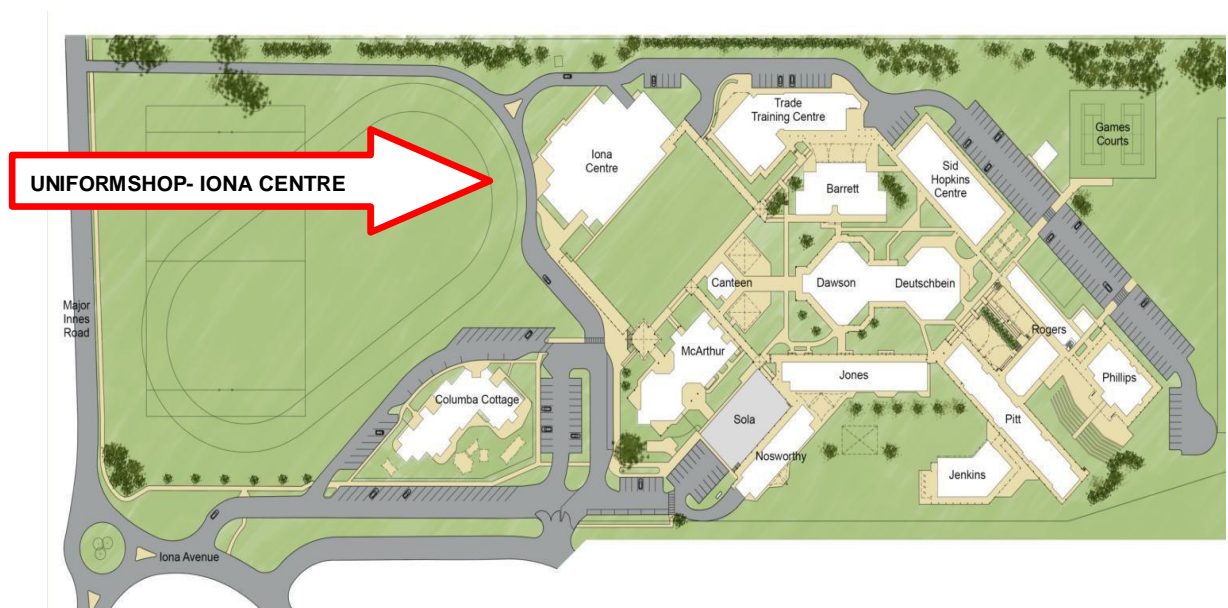 Trade
Training Centre
Games
Courts
Iona
Centre
Sid
Hopkins
Centre
UNIFORMSHOP- IONA CENTRE
Barrett
Canteen
Dawson
Deutschbein
Major
Innes
Road
Rogers
McArthur
Jones
Phillips
Columba Cottage
Sola
Pitt
Nosworthy
Jenkins
Iona Avenue